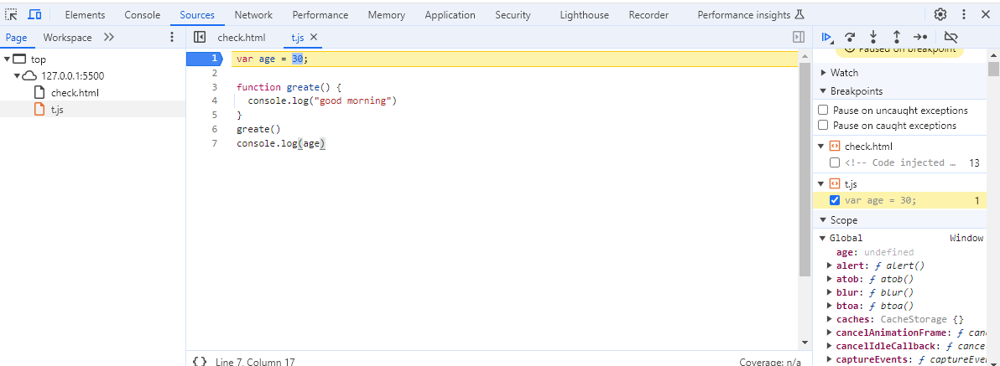 Elements Console Sources Network Performance Memory Application Security Lighthouse Recorder Performance insights
Page Workspace
check.html t.js
top
127.0.0.1:5500
check.html
t.js
1 var age = 30;
2
3 function greate() {
4 console.log("good morning")
5 }
6 greate()
7 console.log(age)
{} Line 7, Column 17 Coverage: n/a
Paused on breakpoint
Watch
Breakpoints
Pause on uncaught exceptions
Pause on caught exceptions
check.html
<!-- Code injected … 13
t.js
var age = 30; 1
Scope
Global Window
age: undefined
alert: ƒ alert()
atob: ƒ atob()
blur: ƒ blur()
btoa: ƒ btoa()
caches: CacheStorage {}
cancelAnimationFrame: ƒ can
cancelIdleCallback: ƒ cance
captureEvents: ƒ captureEve